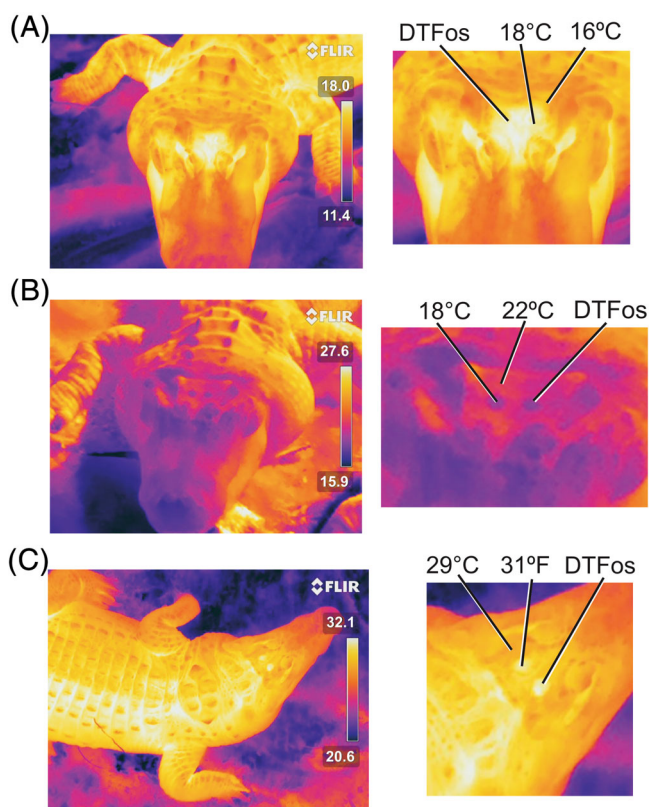 (A)
FLIR
18.0
11.4
DTFos 18°C 16ºC
(B)
FLIR
27.6
15.9
18°C 22ºC DTFos
(C)
FLIR
32.1
20.6
29°C 31ºF DTFos